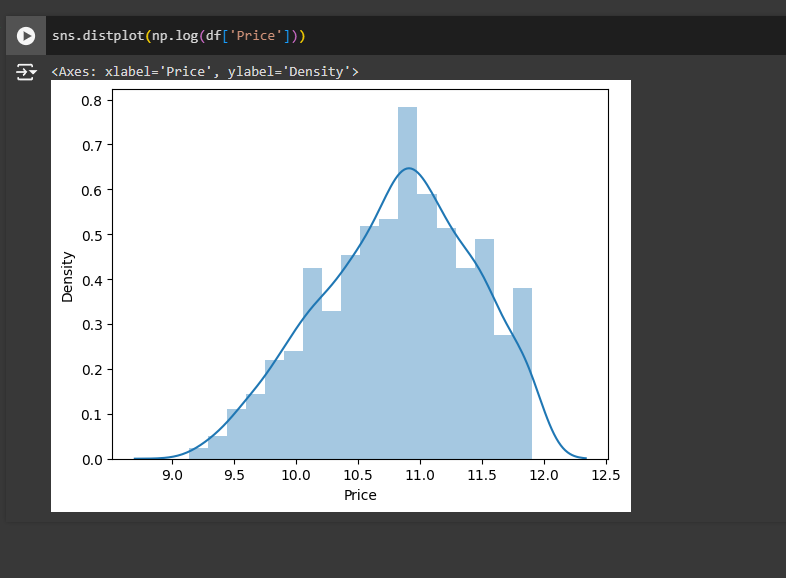 sns.distplot(np.log(df['Price']))
<Axes: xlabel='Price', ylabel='Density'>
0.8
0.7
0.6
0.5
0.4
0.3
0.2
0.1
0.0
Density
9.0 9.5 10.0 10.5 11.0 11.5 12.0 12.5
Price